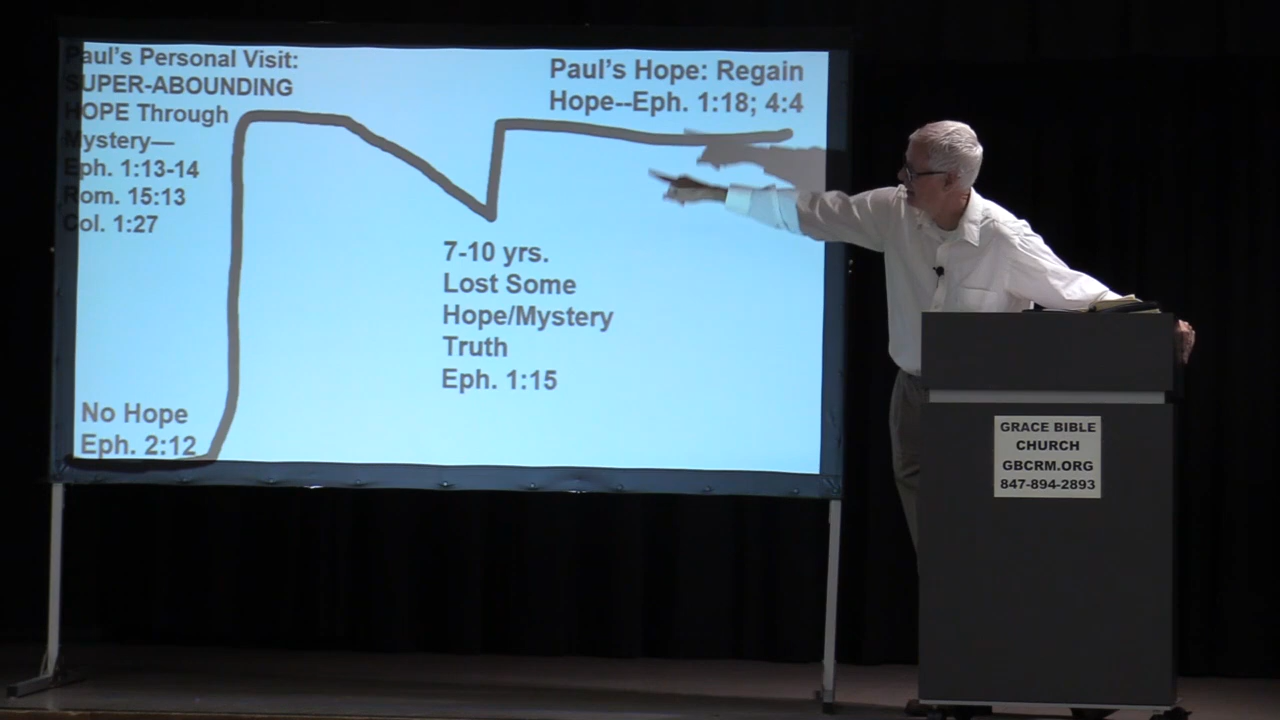 Paul's Personal Visit:
SUPER-ABOUNDING
HOPE Through
Mystery—
Eph. 1:13-14
Rom. 15:13
Col. 1:27
Paul's Hope: Regain
Hope--Eph. 1:18; 4:4
7-10 yrs.
Lost Some
Hope/Mystery
Truth
Eph. 1:15
No Hope
Eph. 2:12
GRACE BIBLE
CHURCH
GBCRM.ORG
847-894-2893